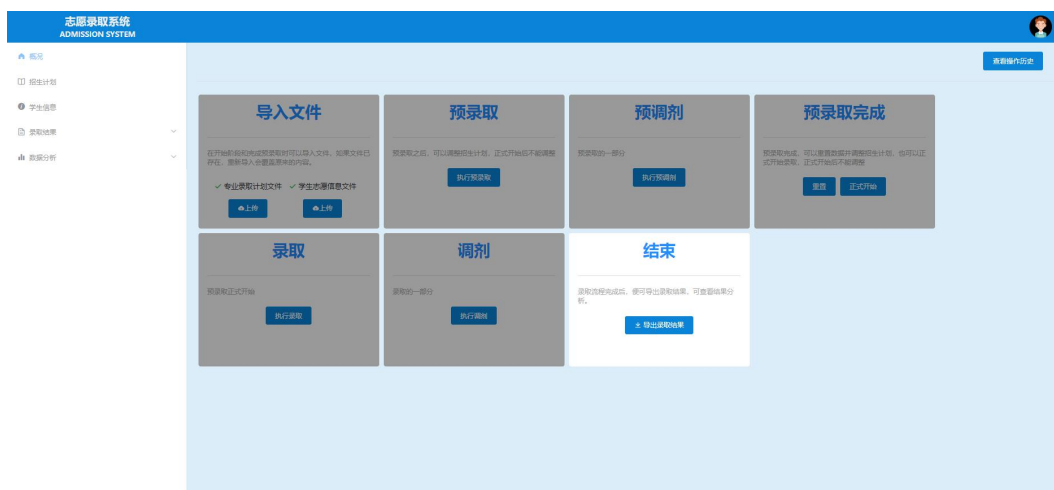 志愿录取系统
ADMISSION SYSTEM
概况
查看操作历史
招生计划
学生信息
录取结果
数据分析
导入文件
在开始阶段和完成预录取时可以导入文件，如果文件已
存在，重新导入会覆盖原来的内容。
专业录取计划文件 学生志愿信息文件
上传 上传
预录取
预录取之后，可以调整招生计划，正式开始后不能调整
执行预录取
预调剂
预录取的一部分
执行预调剂
预录取完成
预录取完成，可以重置数据并调整招生计划，也可以正
式开始录取，正式开始后不能调整
重置 正式开始
录取
预录取正式开始
执行录取
调剂
录取的一部分
执行调剂
结束
录取流程完成后，便可导出录取结果，可查看结果分
析。
导出录取结果